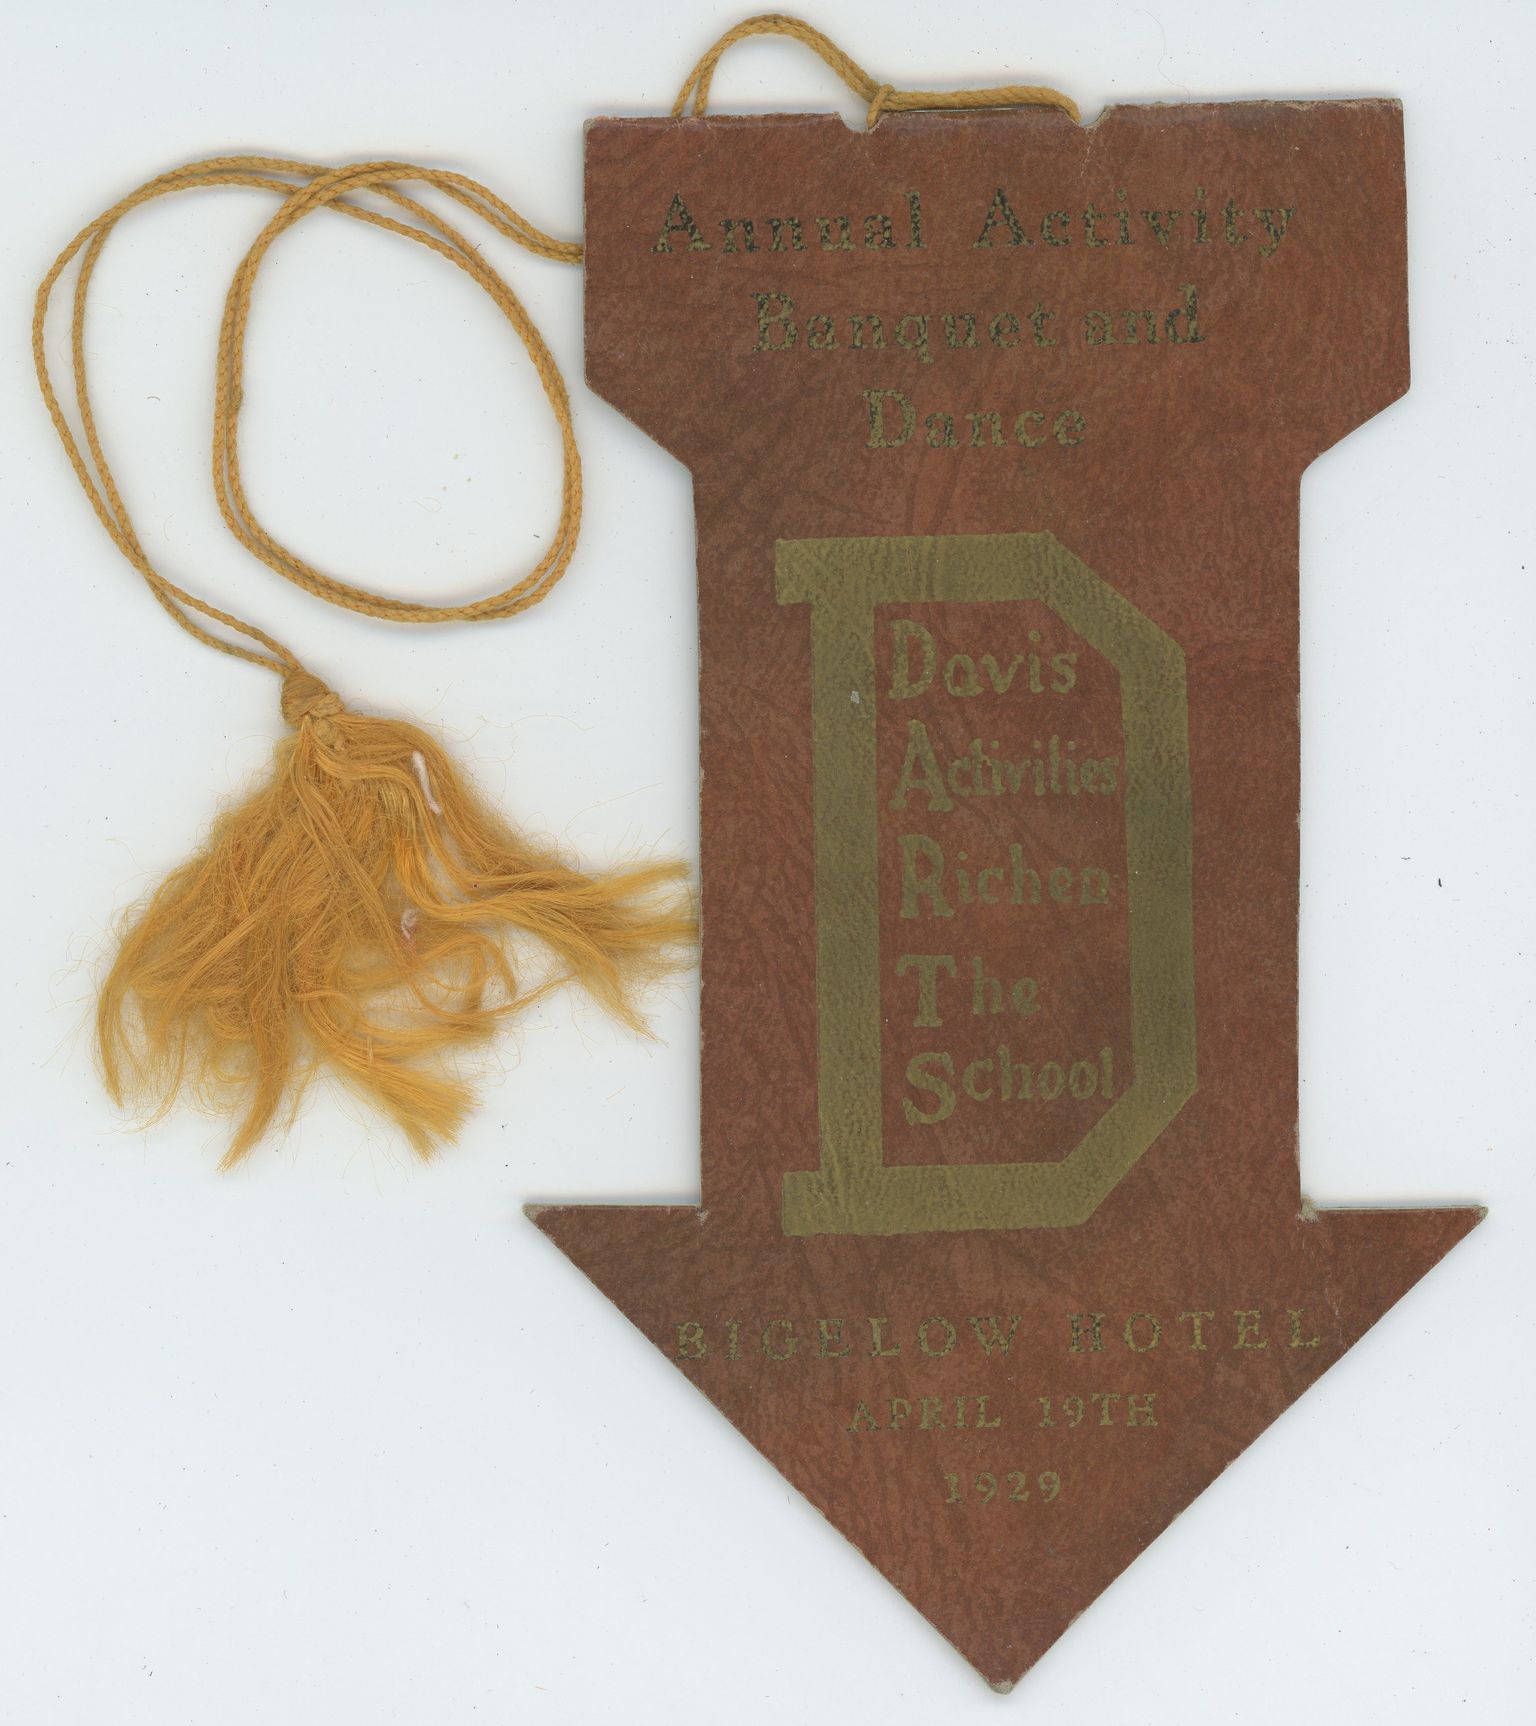 Annual Activity
Banquet and
Dance
D
Davis
Activities
Richen
The
School
BIGELOW HOTEL
APRIL 19TH
1929